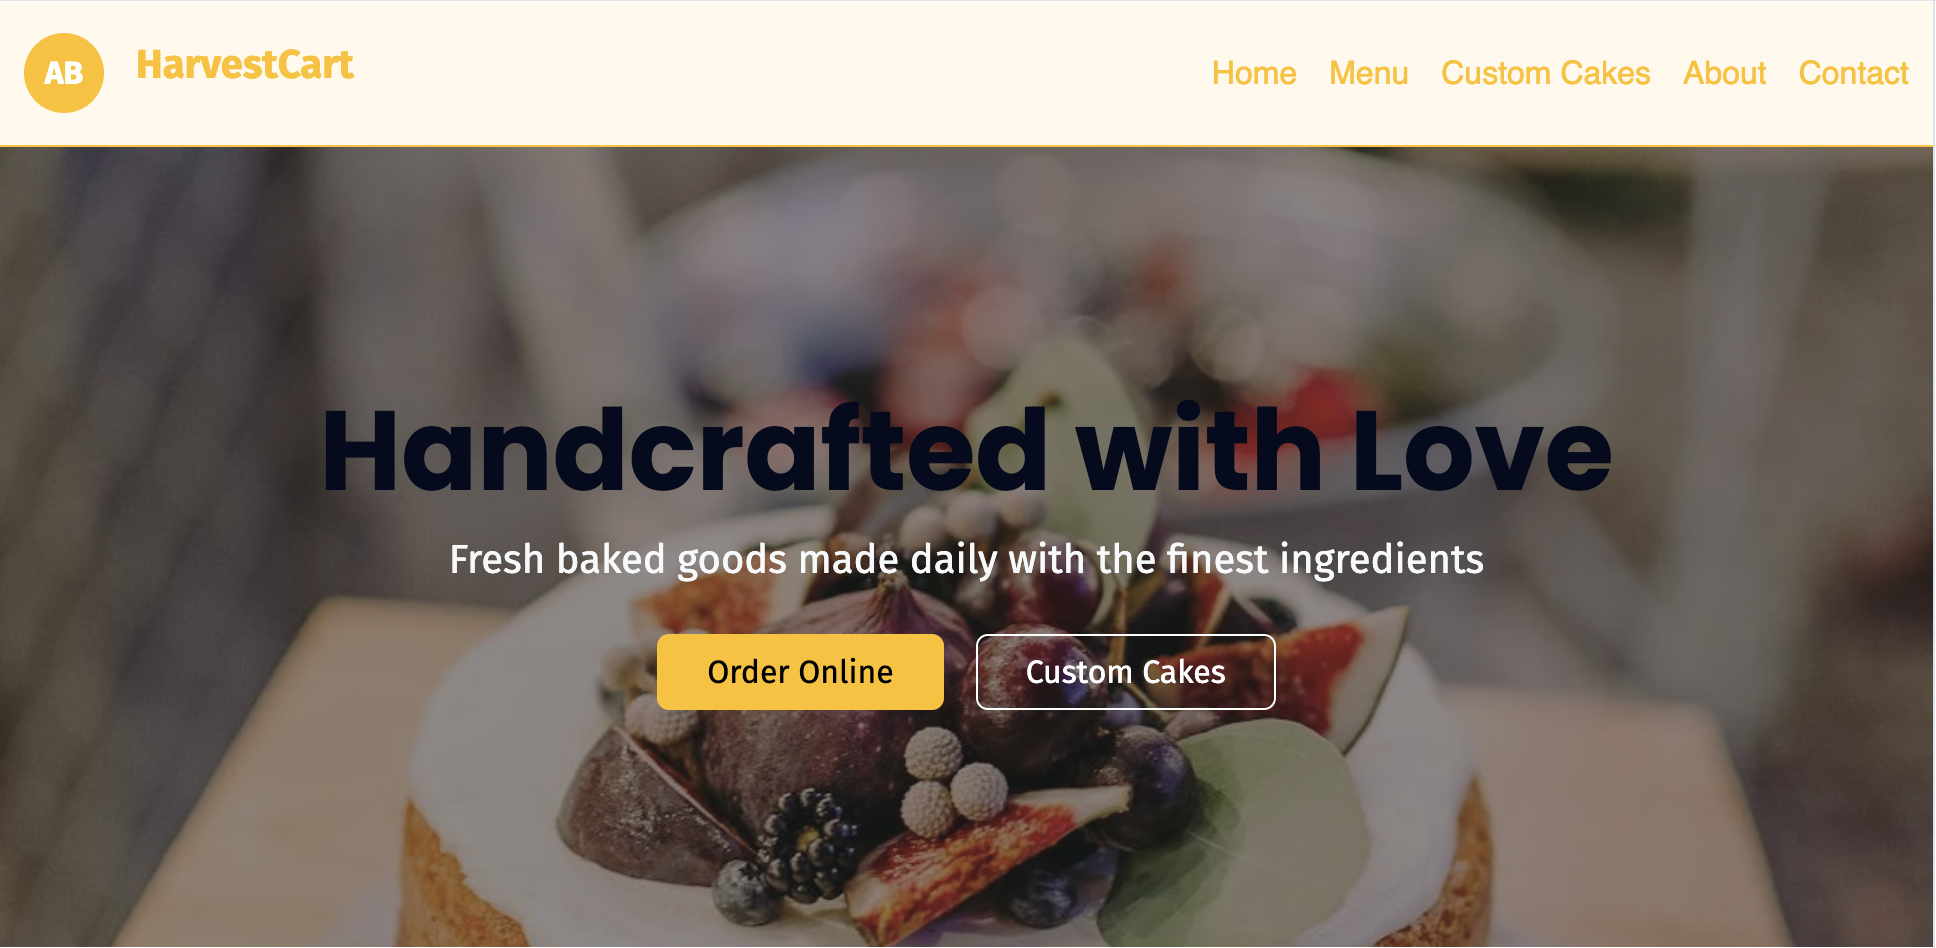 AB
HarvestCart
Home Menu Custom Cakes About Contact
Handcrafted with Love
Fresh baked goods made daily with the finest ingredients
Order Online
Custom Cakes